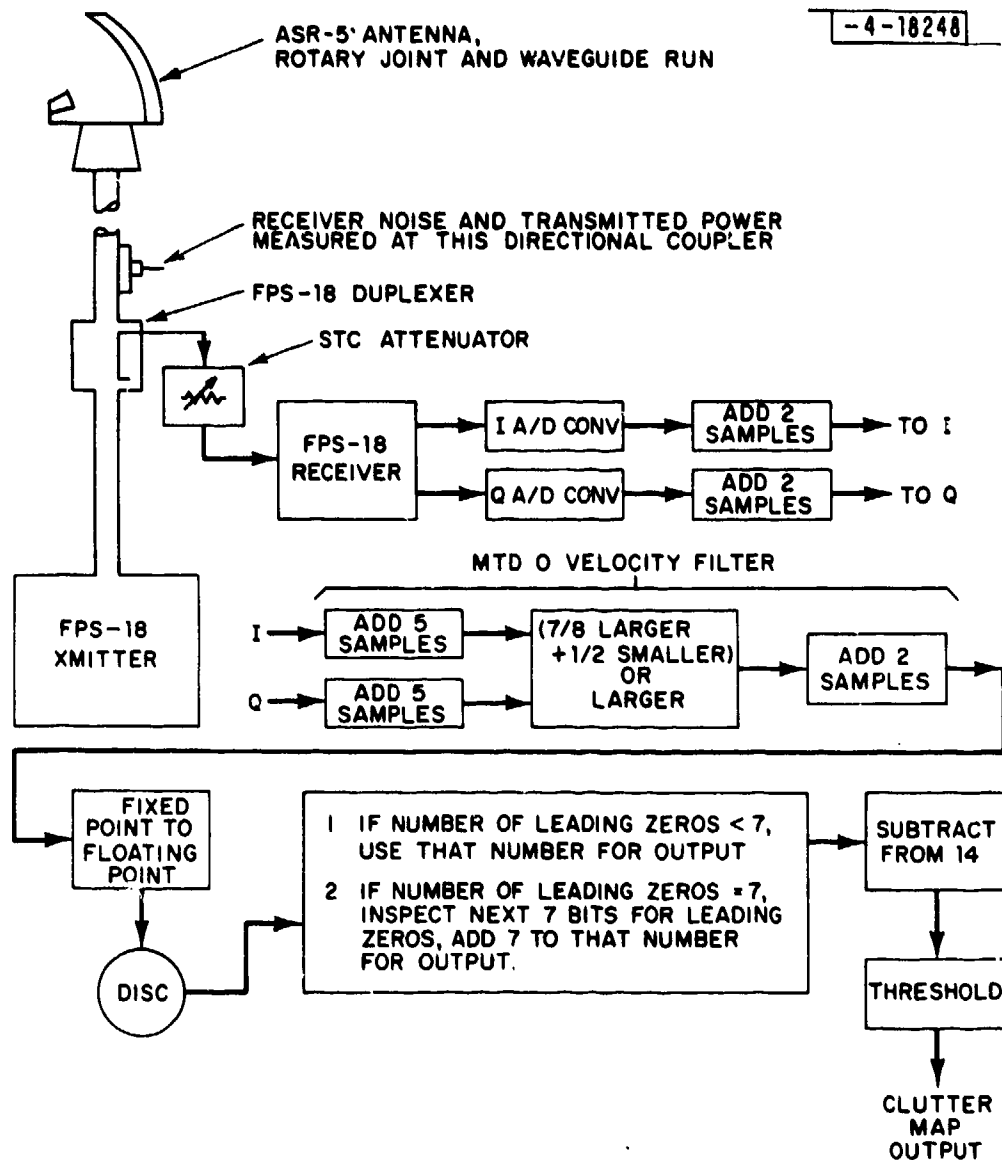 -4-18248
ASR-5' ANTENNA,
ROTARY JOINT AND WAVEGUIDE RUN
RECEIVER NOISE AND TRANSMITTED POWER
MEASURED AT THIS DIRECTIONAL COUPLER
FPS-18 DUPLEXER
STC ATTENUATOR
FPS-18
RECEIVER
I A/D CONV
ADD 2
SAMPLES
TO I
Q A/D CONV
ADD 2
SAMPLES
TO Q
FPS-18
XMITTER
MTD 0 VELOCITY FILTER
I
ADD 5
SAMPLES
Q
ADD 5
SAMPLES
(7/8 LARGER
+1/2 SMALLER)
OR
LARGER
ADD 2
SAMPLES
FIXED
POINT TO
FLOATING
POINT
DISC
1 IF NUMBER OF LEADING ZEROS < 7,
USE THAT NUMBER FOR OUTPUT
2 IF NUMBER OF LEADING ZEROS = 7,
INSPECT NEXT 7 BITS FOR LEADING
ZEROS, ADD 7 TO THAT NUMBER
FOR OUTPUT.
SUBTRACT
FROM 14
THRESHOLD
CLUTTER
MAP
OUTPUT